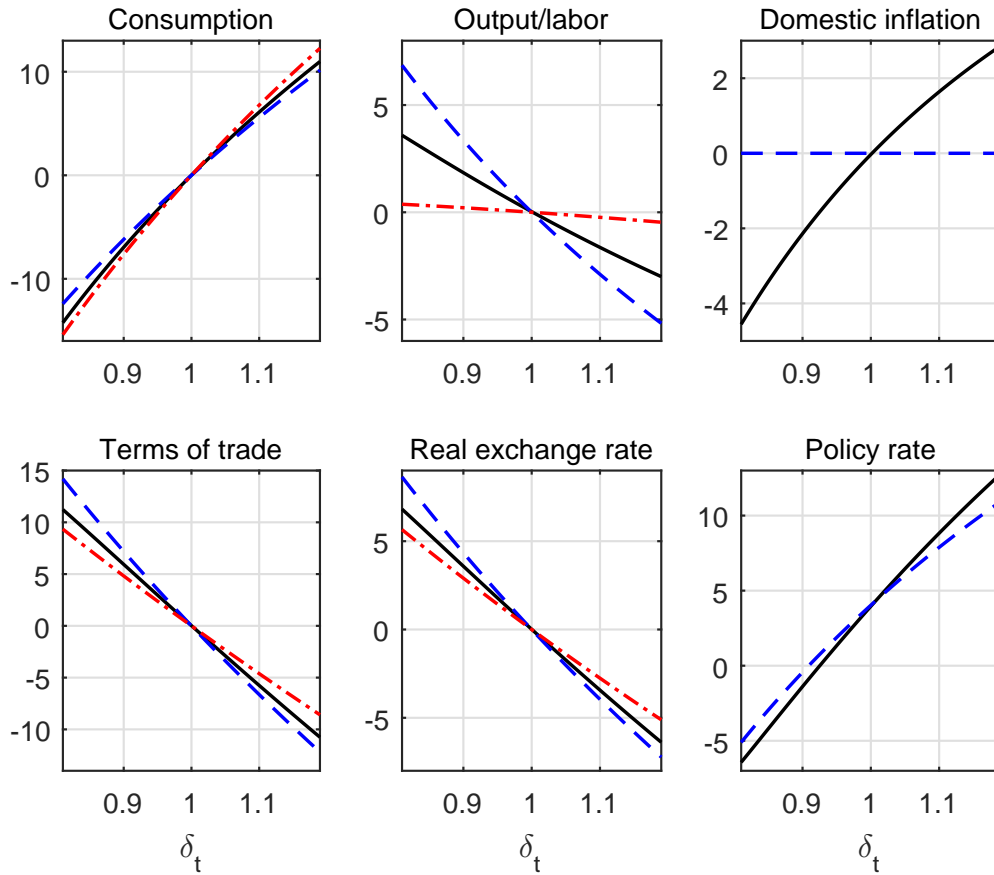 Consumption
10
0
-10
0.9 1 1.1
Output/labor
5
0
-5
0.9 1 1.1
Domestic inflation
2
0
-2
-4
0.9 1 1.1
Terms of trade
15
10
5
0
-5
-10
0.9 1 1.1
δt
Real exchange rate
5
0
-5
0.9 1 1.1
δt
Policy rate
10
5
0
-5
0.9 1 1.1
δt